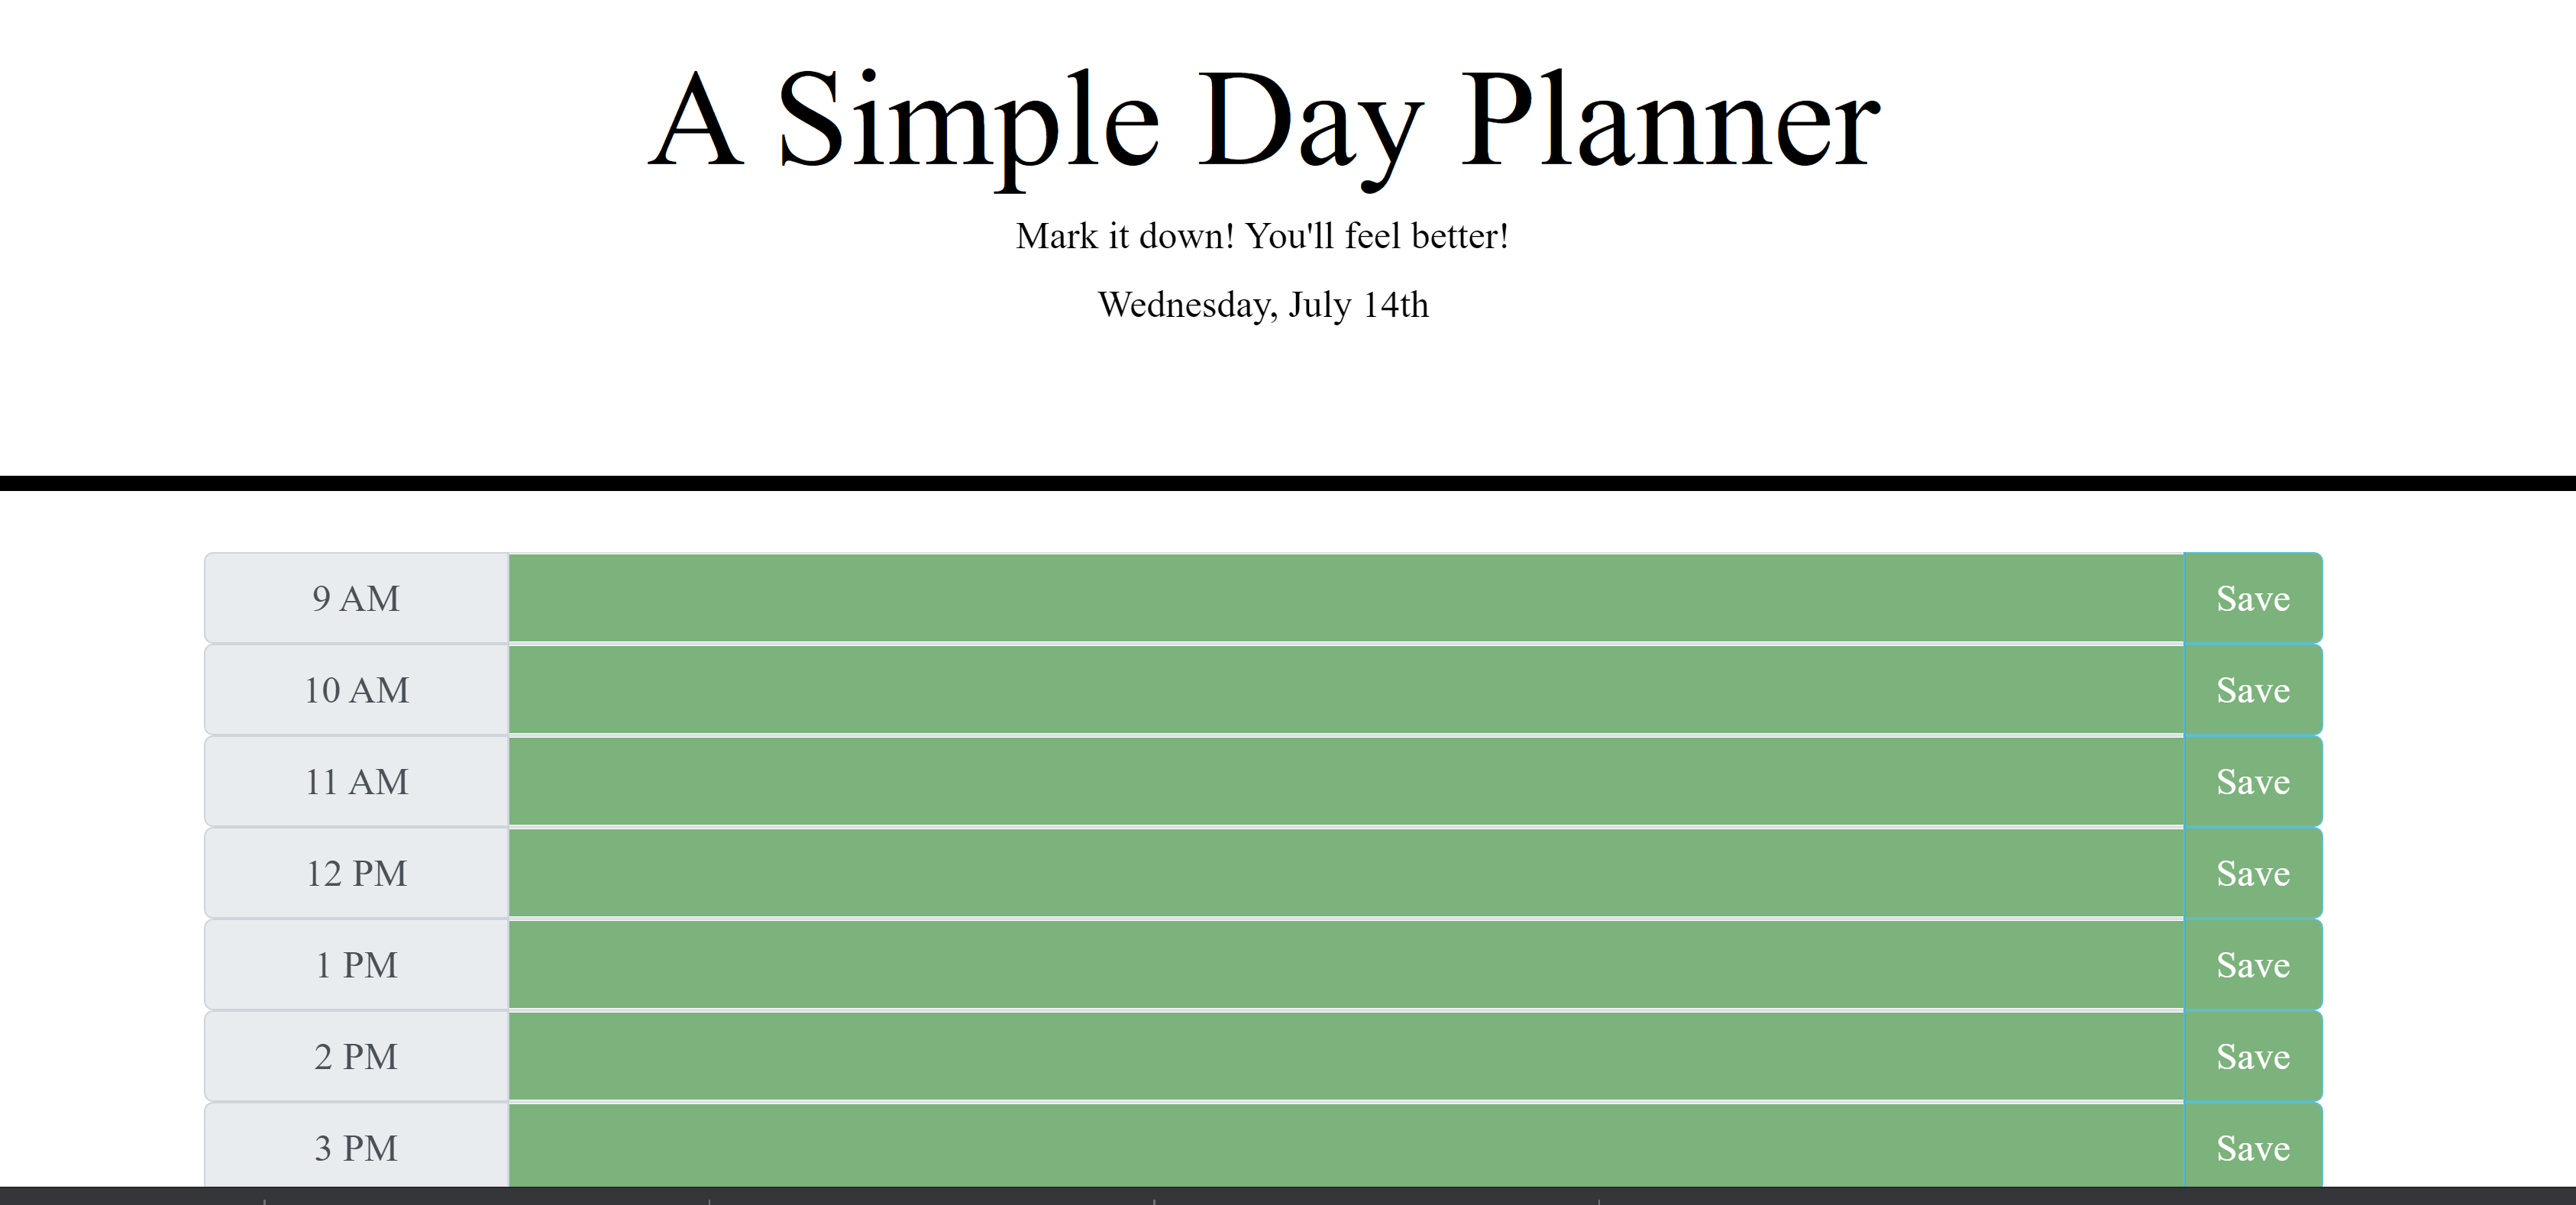 A Simple Day Planner
Mark it down! You'll feel better!
Wednesday, July 14th
9 AM Save
10 AM Save
11 AM Save
12 PM Save
1 PM Save
2 PM Save
3 PM Save